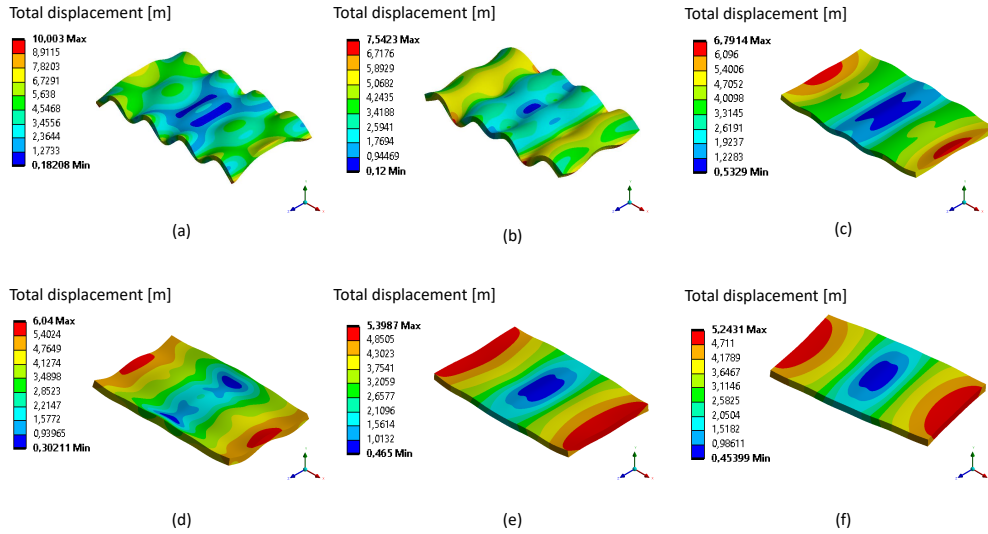 Total displacement [m]
10,003 Max
8,9115
7,8203
6,7291
5,638
4,5468
3,4556
2,3644
1,2733
0,18208 Min
(a)
Total displacement [m]
7,5423 Max
6,7176
5,8929
5,0682
4,2435
3,4188
2,5941
1,7694
0,94469
0,12 Min
(b)
Total displacement [m]
6,7914 Max
6,096
5,4006
4,7052
4,0098
3,3145
2,6191
1,9237
1,2283
0,5329 Min
(c)
Total displacement [m]
6,04 Max
5,4024
4,7649
4,1274
3,4898
2,8523
2,2147
1,5772
0,93965
0,30211 Min
(d)
Total displacement [m]
5,3987 Max
4,8505
4,3023
3,7541
3,2059
2,6577
2,1096
1,5614
1,0132
0,465 Min
(e)
Total displacement [m]
5,2431 Max
4,711
4,1789
3,6467
3,1146
2,5825
2,0504
1,5182
0,98611
0,45399 Min
(f)